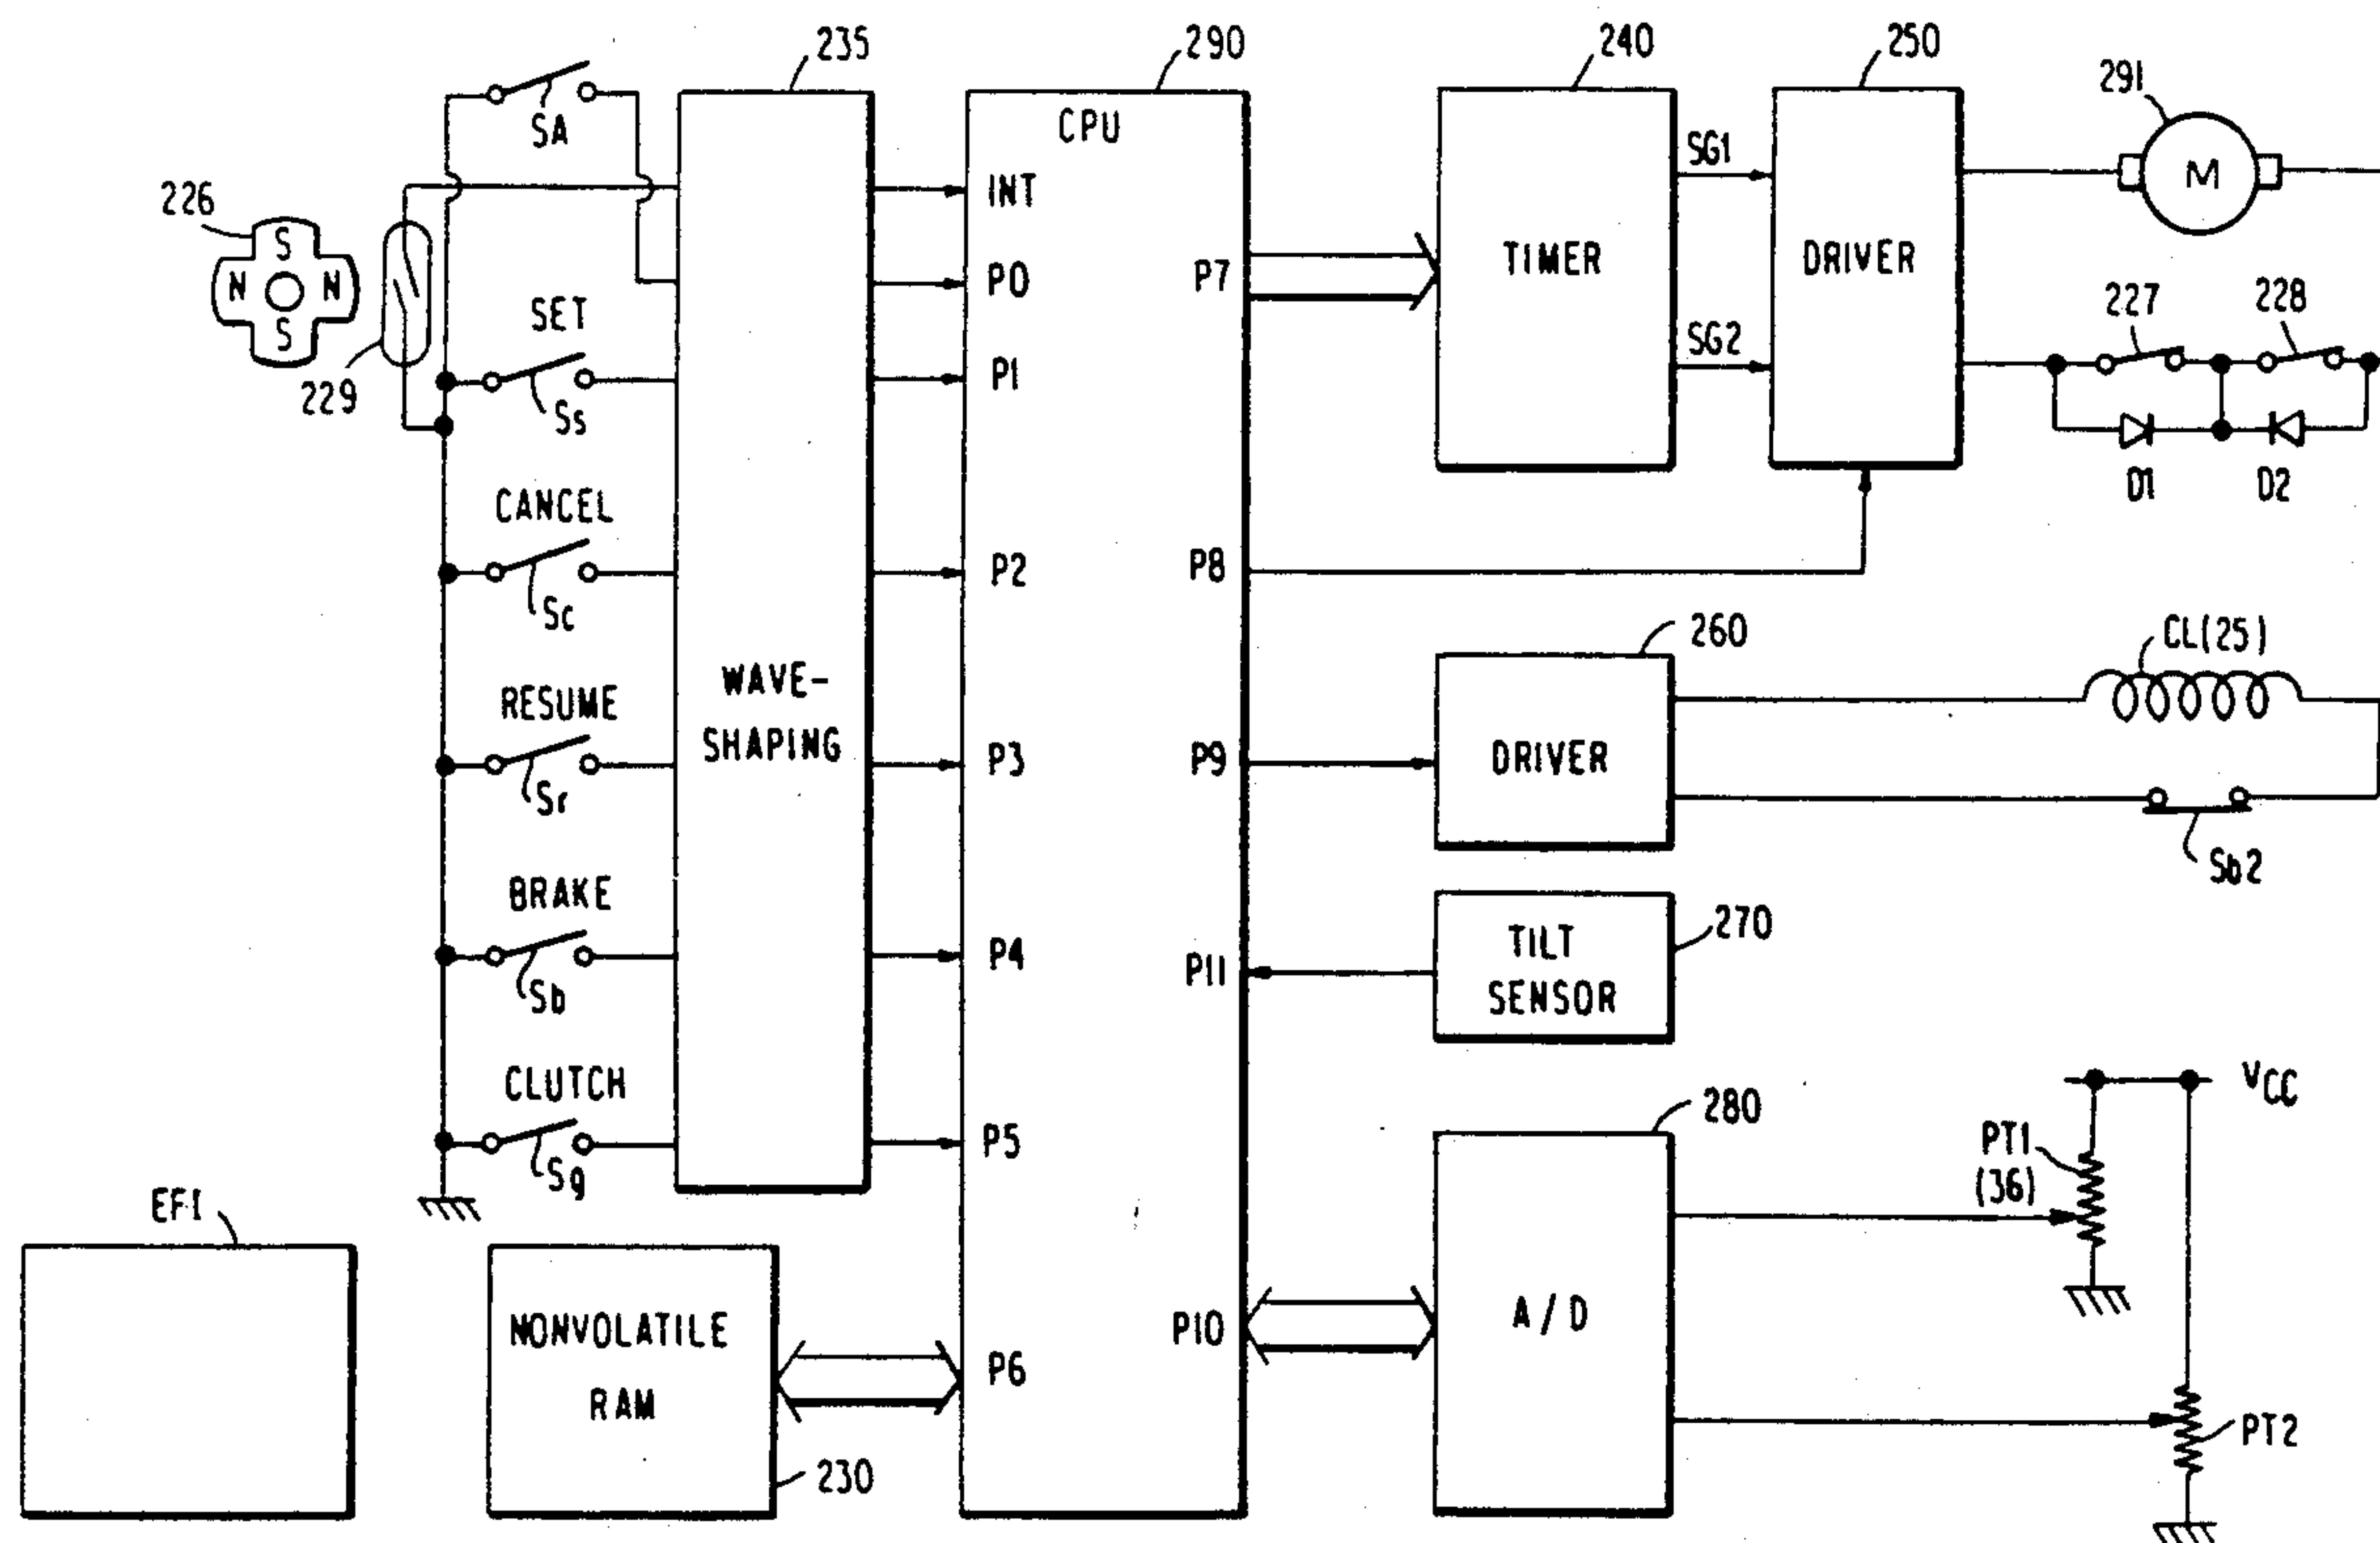 235
290
240
250
291
SA
CPU
SG1
M
226
S
N
N
S
229
INT
P0
P7
TIMER
DRIVER
227
228
SET
Ss
P1
SG2
D1
D2
CANCEL
Sc
P2
P8
260
CL(25)
WAVE-
SHAPING
RESUME
Sr
P3
P9
DRIVER
Sb2
BRAKE
Sb
P4
P11
TILT
SENSOR
270
CLUTCH
Sg
P5
280
VCC
PT1
(36)
EFI
NONVOLATILE
RAM
230
P6
P10
A/D
PT2